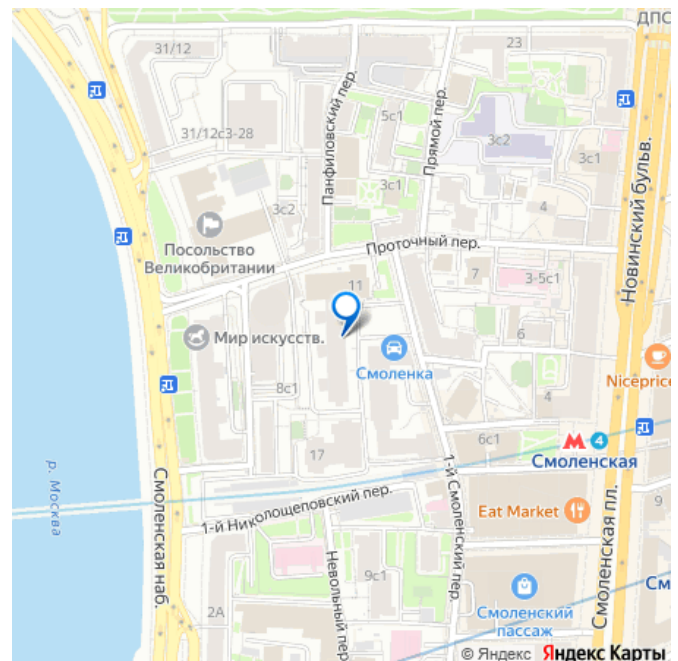 ДПС
31/12
23
Панфиловский пер.
5с1
Прямой пер.
31/12с3-28
3с2
3с1
Новинский бульв.
3с1
3с2
4
Посольство
Великобритании
Проточный пер.
7
3-5с1
11
6
Мир искусств.
Смоленка
Niceprice
8с1
4
6с1
4
Смоленская
17
р. Москва
Смоленская наб.
1-й Николощеповский пер.
1-й Смоленский пер.
Eat Market
Смоленская пл.
9
Невольный пер.
9с1
См
2А
Смоленский
пассаж
© Яндекс Яндекс Карты